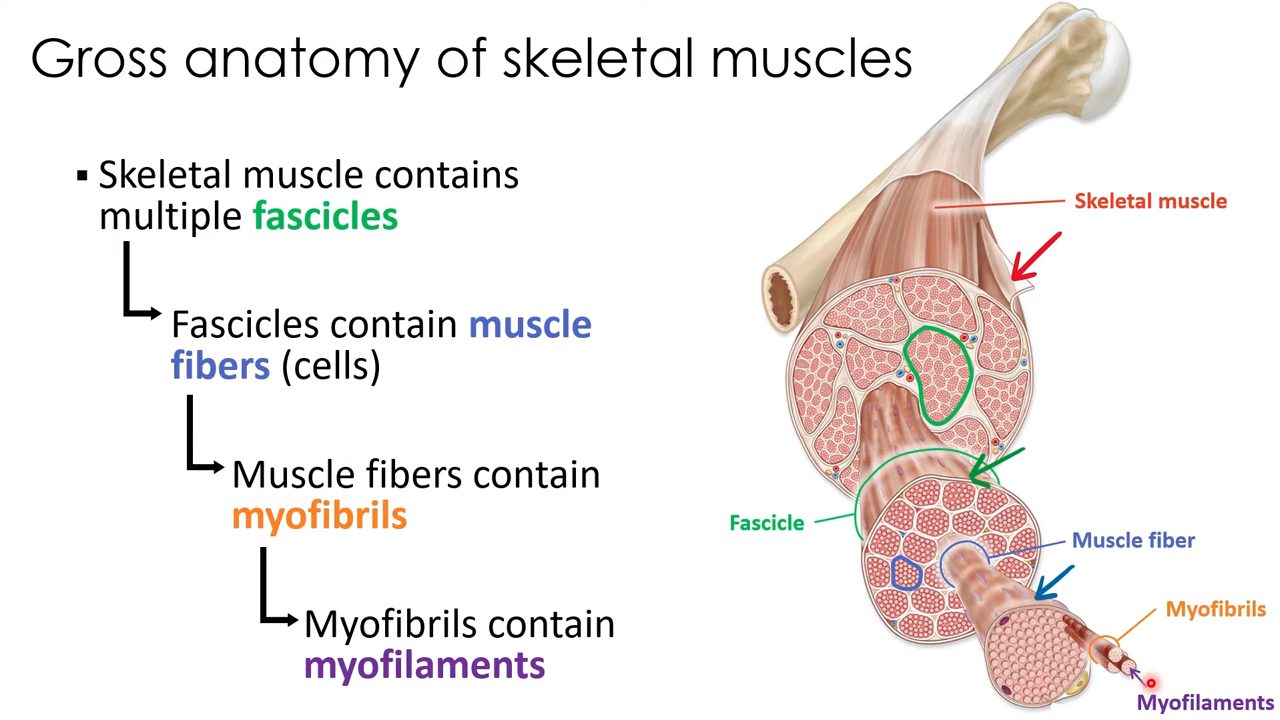 Gross anatomy of skeletal muscles
▪ Skeletal muscle contains
multiple fascicles
Fascicles contain muscle
fibers (cells)
Muscle fibers contain
myofibrils
Myofibrils contain
myofilaments
Skeletal muscle
Fascicle
Muscle fiber
Myofibrils
Myofilaments